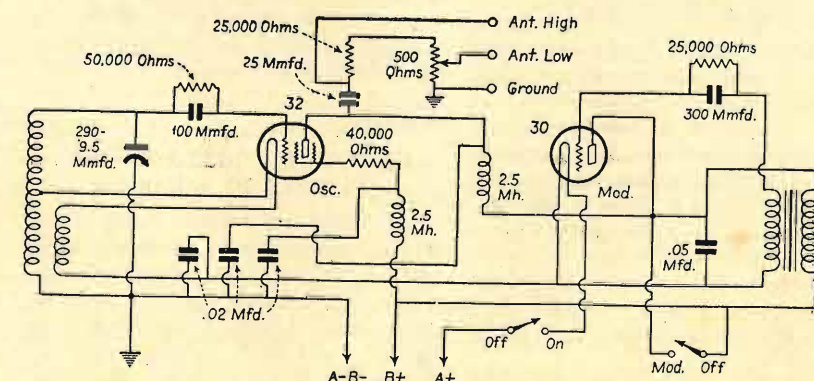 Ant. High
25,000 Ohms
25 Mmfd.
500
Ohms
Ant. Low
Ground
25,000 Ohms
300 Mmfd.
50,000 Ohms
100 Mmfd.
290-
9.5
Mmfd.
32
Osc.
40,000
Ohms
30
Mod.
2.5
Mh.
2.5
Mh.
.05
Mfd.
.02 Mfd.
Off
On
Mod.
Off
A-B-
B+
A+